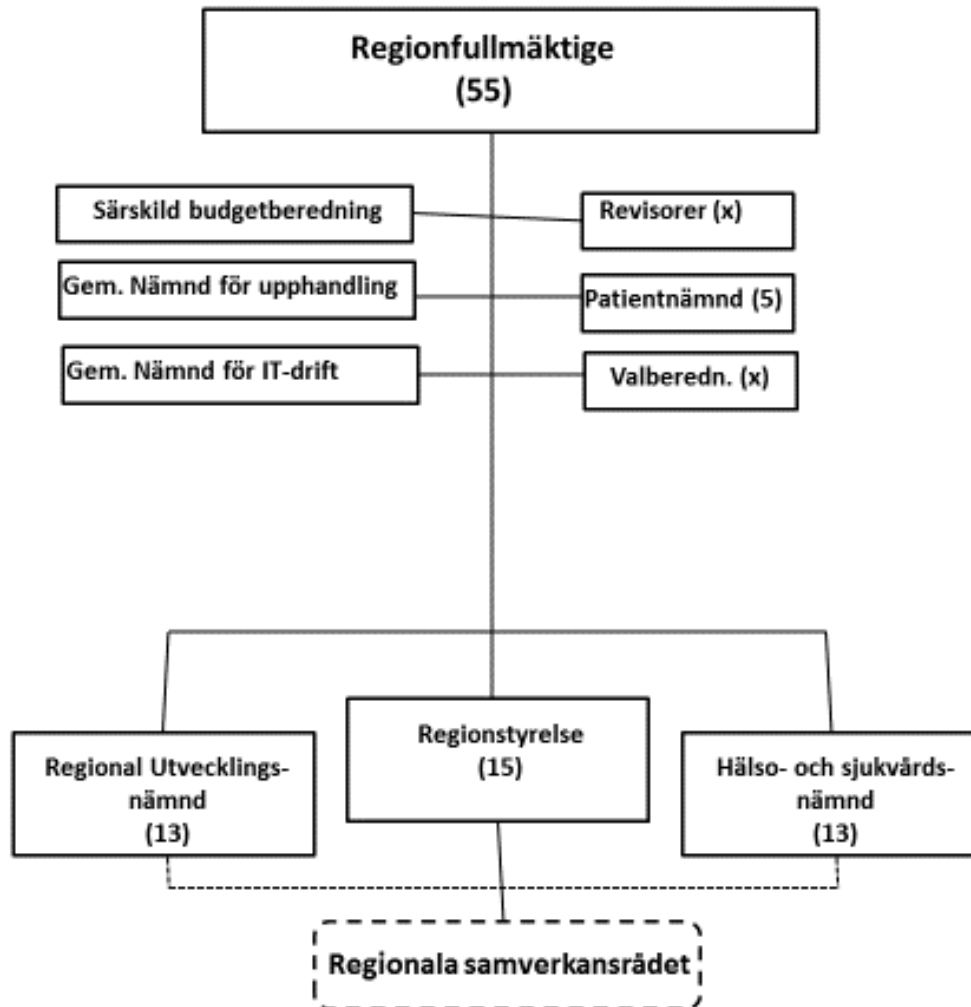 Regionfullmäktige
(55)
Särskild budgetberedning
Revisorer (x)
Gem. Nämnd för upphandling
Patientnämnd (5)
Gem. Nämnd för IT-drift
Valberedn. (x)
Regional Utvecklings-
nämnd
(13)
Regionstyrelse
(15)
Hälso- och sjukvårds-
nämnd
(13)
Regionala samverkansrådet